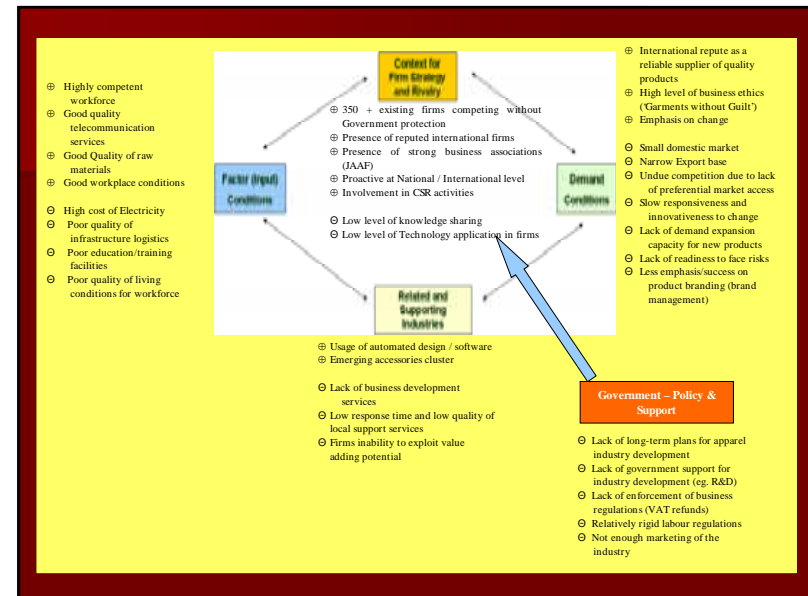 Context for
Firm Strategy
and Rivalry
⊕ Highly competent
workforce
⊕ Good quality
telecommunication
services
⊕ Good Quality of raw
materials
⊕ Good workplace conditions
Θ High cost of Electricity
Θ Poor quality of
infrastructure logistics
Θ Poor education/training
facilities
Θ Poor quality of living
conditions for workforce
Factor (Input)
Conditions
⊕ 350 + existing firms competing without
Government protection
⊕ Presence of reputed international firms
⊕ Presence of strong business associations
(JAAF)
⊕ Proactive at National / International level
⊕ Involvement in CSR activities
Θ Low level of knowledge sharing
Θ Low level of Technology application in firms
Demand
Conditions
⊕ International repute as a
reliable supplier of quality
products
⊕ High level of business ethics
(‘Garments without Guilt’)
⊕ Emphasis on change
Θ Small domestic market
Θ Narrow Export base
Θ Undue competition due to lack
of preferential market access
Θ Slow responsiveness and
innovativeness to change
Θ Lack of demand expansion
capacity for new products
Θ Lack of readiness to face risks
Θ Less emphasis/success on
product branding (brand
management)
Related and
Supporting
Industries
⊕ Usage of automated design / software
⊕ Emerging accessories cluster
Θ Lack of business development
services
Θ Low response time and low quality of
local support services
Θ Firms inability to exploit value
adding potential
Government – Policy &
Support
Θ Lack of long-term plans for apparel
industry development
Θ Lack of government support for
industry development (eg. R&D)
Θ Lack of enforcement of business
regulations (VAT refunds)
Θ Relatively rigid labour regulations
Θ Not enough marketing of the
industry